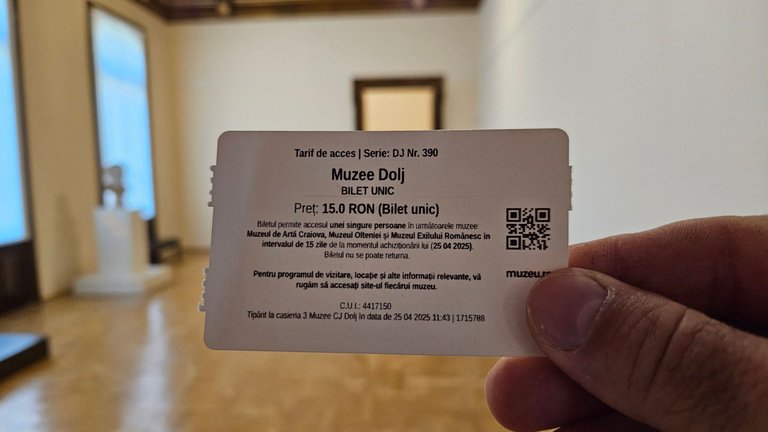 Tarif de acces | Serie: DJ Nr. 390
Muzee Dolj
BILET UNIC
Preț: 15.0 RON (Bilet unic)
Biletul permite accesul unei singure persoane în următoarele muzee:
Muzeul de Artă Craiova, Muzeul Olteniei și Muzeul Exilului Românesc în
intervalul de 15 zile de la momentul achiziționării lui (25 04 2025).
Biletul nu se poate returna.
Pentru programul de vizitare, locație și alte informații relevante, vă
rugăm să accesați site-ul fiecărui muzeu.
muzeu.ro
C.U.I.: 4417150
Tipărit la casieria 3 Muzee CJ Dolj în data de 25 04 2025 11:43 | 1715788